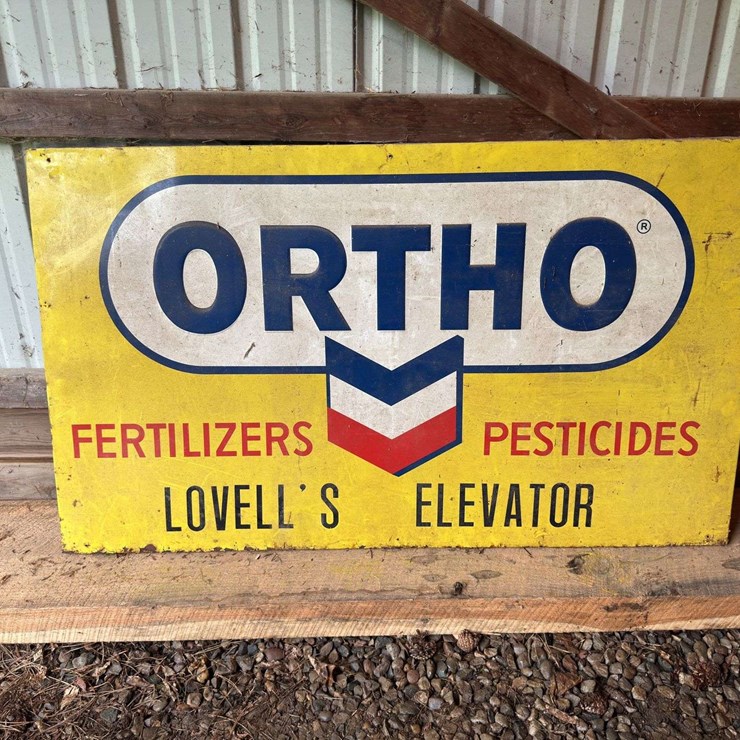 ORTHO®
FERTILIZERS PESTICIDES
LOVELL'S ELEVATOR